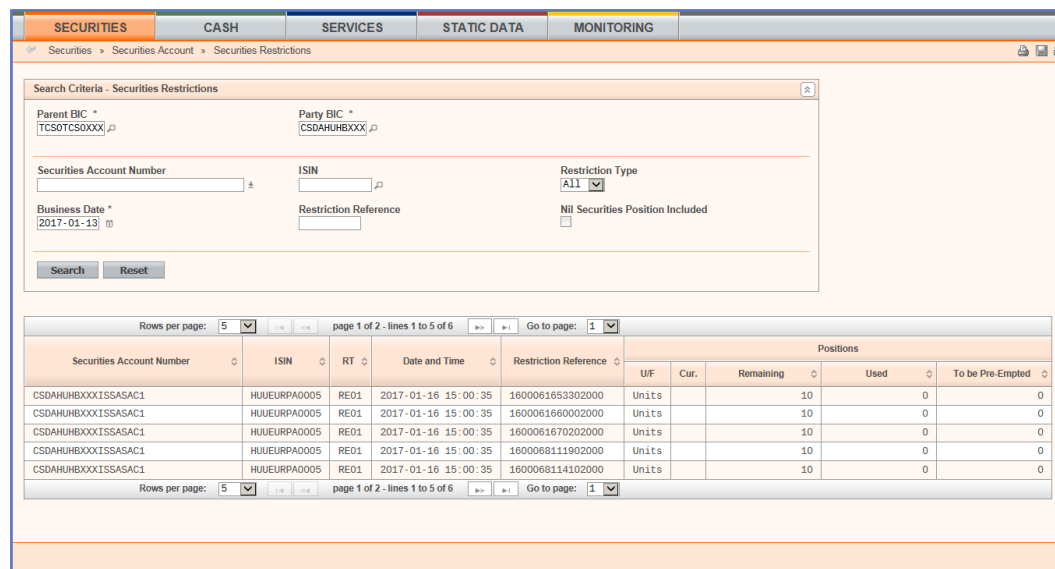 SECURITIES CASH SERVICES STATIC DATA MONITORING
Securities » Securities Account » Securities Restrictions
Search Criteria - Securities Restrictions
Parent BIC * Party BIC *
TCSOTCSOXXX CSDAHUHBXXX
Securities Account Number ISIN Restriction Type
All
Business Date * Restriction Reference Nil Securities Position Included
2017-01-13
Search Reset
Rows per page: 5 page 1 of 2 - lines 1 to 5 of 6 Go to page: 1
Securities Account Number ISIN RT Date and Time Restriction Reference Positions
U/F Cur. Remaining Used To be Pre-Empted
CSDAHUHBXXXISSASAC1 HUUEURPA0005 RE01 2017-01-16 15:00:35 1600061653302000 Units 10 0 0
CSDAHUHBXXXISSASAC1 HUUEURPA0005 RE01 2017-01-16 15:00:35 1600061660002000 Units 10 0 0
CSDAHUHBXXXISSASAC1 HUUEURPA0005 RE01 2017-01-16 15:00:35 1600061670202000 Units 10 0 0
CSDAHUHBXXXISSASAC1 HUUEURPA0005 RE01 2017-01-16 15:00:35 1600068111902000 Units 10 0 0
CSDAHUHBXXXISSASAC1 HUUEURPA0005 RE01 2017-01-16 15:00:35 1600068114102000 Units 10 0 0
Rows per page: 5 page 1 of 2 - lines 1 to 5 of 6 Go to page: 1